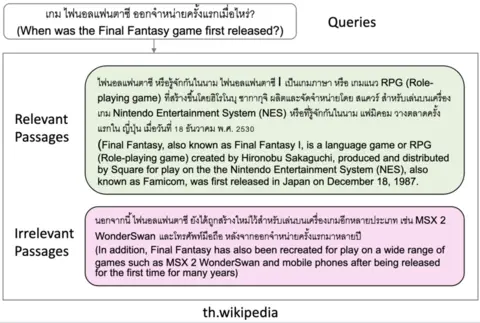 เกม ไฟนอลแฟนตาซี ออกจำหน่ายครั้งแรกเมื่อไหร่?
(When was the Final Fantasy game first released?)
Queries
Relevant
Passages
ไฟนอลแฟนตาซี หรือรู้จักกันในนาม ไฟนอลแฟนตาซี I เป็นเกมภาษา หรือ เกมแนว RPG (Role-
playing game) ที่สร้างขึ้นโดยฮิโรโนบุ ซากากุจิ ผลิตและจัดจำหน่ายโดย สแควร์ สำหรับเล่นบนเครื่อง
เกม Nintendo Entertainment System (NES) หรือที่รู้จักกันในนาม แฟมิคอม วางตลาดครั้ง
แรกใน ญี่ปุ่น เมื่อวันที่ 18 ธันวาคม พ.ศ. 2530
(Final Fantasy, also known as Final Fantasy I, is a language game or RPG
(Role-playing game) created by Hironobu Sakaguchi, produced and distributed
by Square for play on the the Nintendo Entertainment System (NES), also
known as Famicom, was first released in Japan on December 18, 1987.
Irrelevant
Passages
นอกจากนี้ ไฟนอลแฟนตาซี ยังได้ถูกสร้างใหม่ไว้สำหรับเล่นบนเครื่องเกมอีกหลายประเภท เช่น MSX 2
WonderSwan และโทรศัพท์มือถือ หลังจากออกจำหน่ายครั้งแรกมาหลายปี
(In addition, Final Fantasy has also been recreated for play on a wide range of
games such as MSX 2 WonderSwan and mobile phones after being released
for the first time for many years)
th.wikipedia